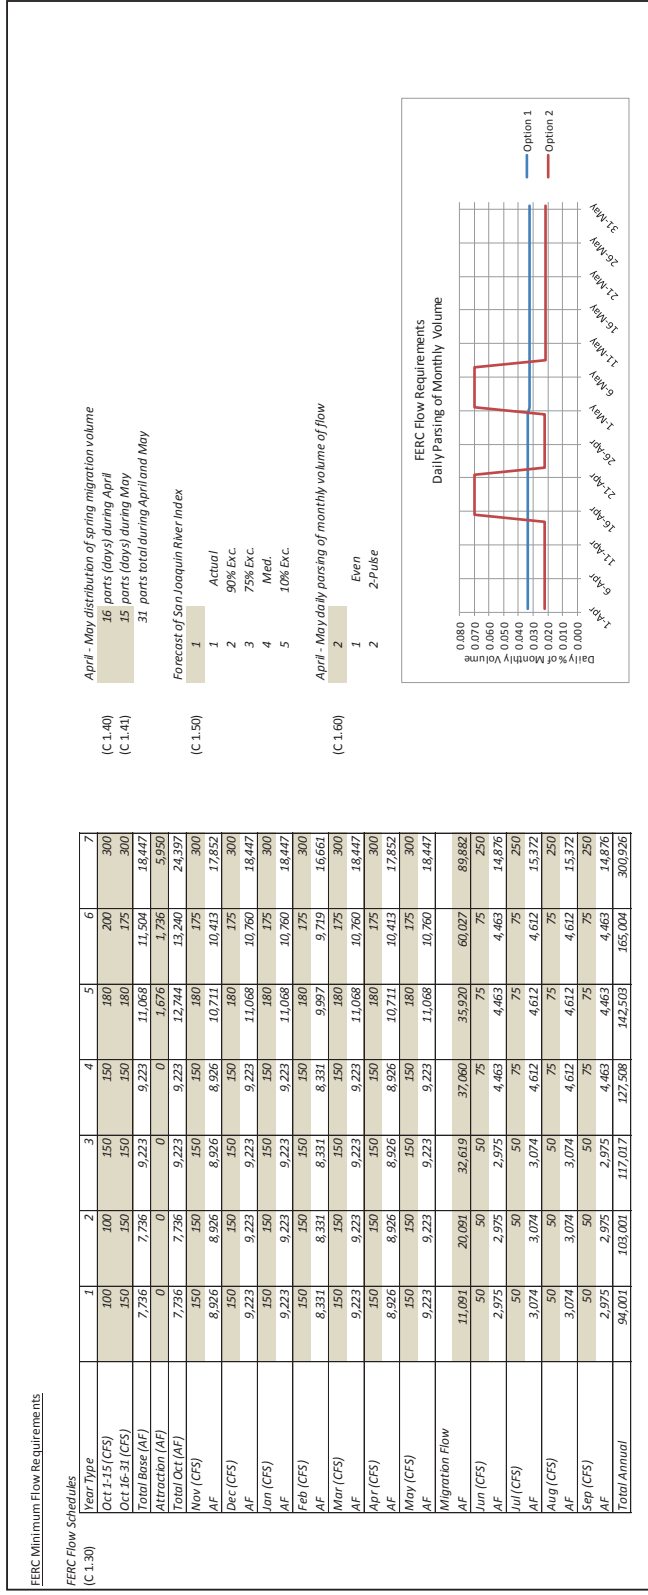 FERC Minimum Flow Requirements
FERC Flow Schedules
(C 1.30) Year Type 1 2 3 4 5 6 7
Oct 1-15 (CFS) 100 100 150 150 180 200 300
Oct 16-31 (CFS) 150 150 150 150 180 175 300
Total Base (AF) 7,736 7,736 9,223 9,223 11,068 11,504 18,447
Attraction (AF) 0 0 0 0 1,676 1,736 5,950
Total Oct (AF) 7,736 7,736 9,223 9,223 12,744 13,240 24,397
Nov (CFS) 150 150 150 150 180 175 300
AF 8,926 8,926 8,926 8,926 10,711 10,413 17,852
Dec (CFS) 150 150 150 150 180 175 300
AF 9,223 9,223 9,223 9,223 11,068 10,760 18,447
Jan (CFS) 150 150 150 150 180 175 300
AF 9,223 9,223 9,223 9,223 11,068 10,760 18,447
Feb (CFS) 150 150 150 150 180 175 300
AF 8,331 8,331 8,331 8,331 9,997 9,719 16,661
Mar (CFS) 150 150 150 150 180 175 300
AF 9,223 9,223 9,223 9,223 11,068 10,760 18,447
Apr (CFS) 150 150 150 150 180 175 300
AF 8,926 8,926 8,926 8,926 10,711 10,413 17,852
May (CFS) 150 150 150 150 180 175 300
AF 9,223 9,223 9,223 9,223 11,068 10,760 18,447
Migration Flow
AF 11,091 20,091 32,619 37,060 35,920 60,027 89,882
Jun (CFS) 50 50 50 75 75 75 250
AF 2,975 2,975 2,975 4,463 4,463 4,463 14,876
Jul (CFS) 50 50 50 75 75 75 250
AF 3,074 3,074 3,074 4,612 4,612 4,612 15,372
Aug (CFS) 50 50 50 75 75 75 250
AF 3,074 3,074 3,074 4,612 4,612 4,612 15,372
Sep (CFS) 50 50 50 75 75 75 250
AF 2,975 2,975 2,975 4,463 4,463 4,463 14,876
Total Annual 94,001 103,001 117,017 127,508 142,503 165,004 300,926
April - May distribution of spring migration volume
(C 1.40) 16 parts (days) during April
(C 1.41) 15 parts (days) during May
31 parts total during April and May
Forecast of San Joaquin River Index
(C 1.50) 1
1 Actual
2 90% Exc.
3 75% Exc.
4 Med.
5 10% Exc.
April - May daily parsing of monthly volume of flow
(C 1.60) 2
1 Even
2 2-Pulse
FERC Flow Requirements
Daily Parsing of Monthly Volume
Daily % of Monthly Volume
0.080
0.070
0.060
0.050
0.040
0.030
0.020
0.010
0.000
1-Apr 6-Apr 11-Apr 16-Apr 21-Apr 26-Apr 1-May 6-May 11-May 16-May 21-May 26-May 31-May
Option 1
Option 2